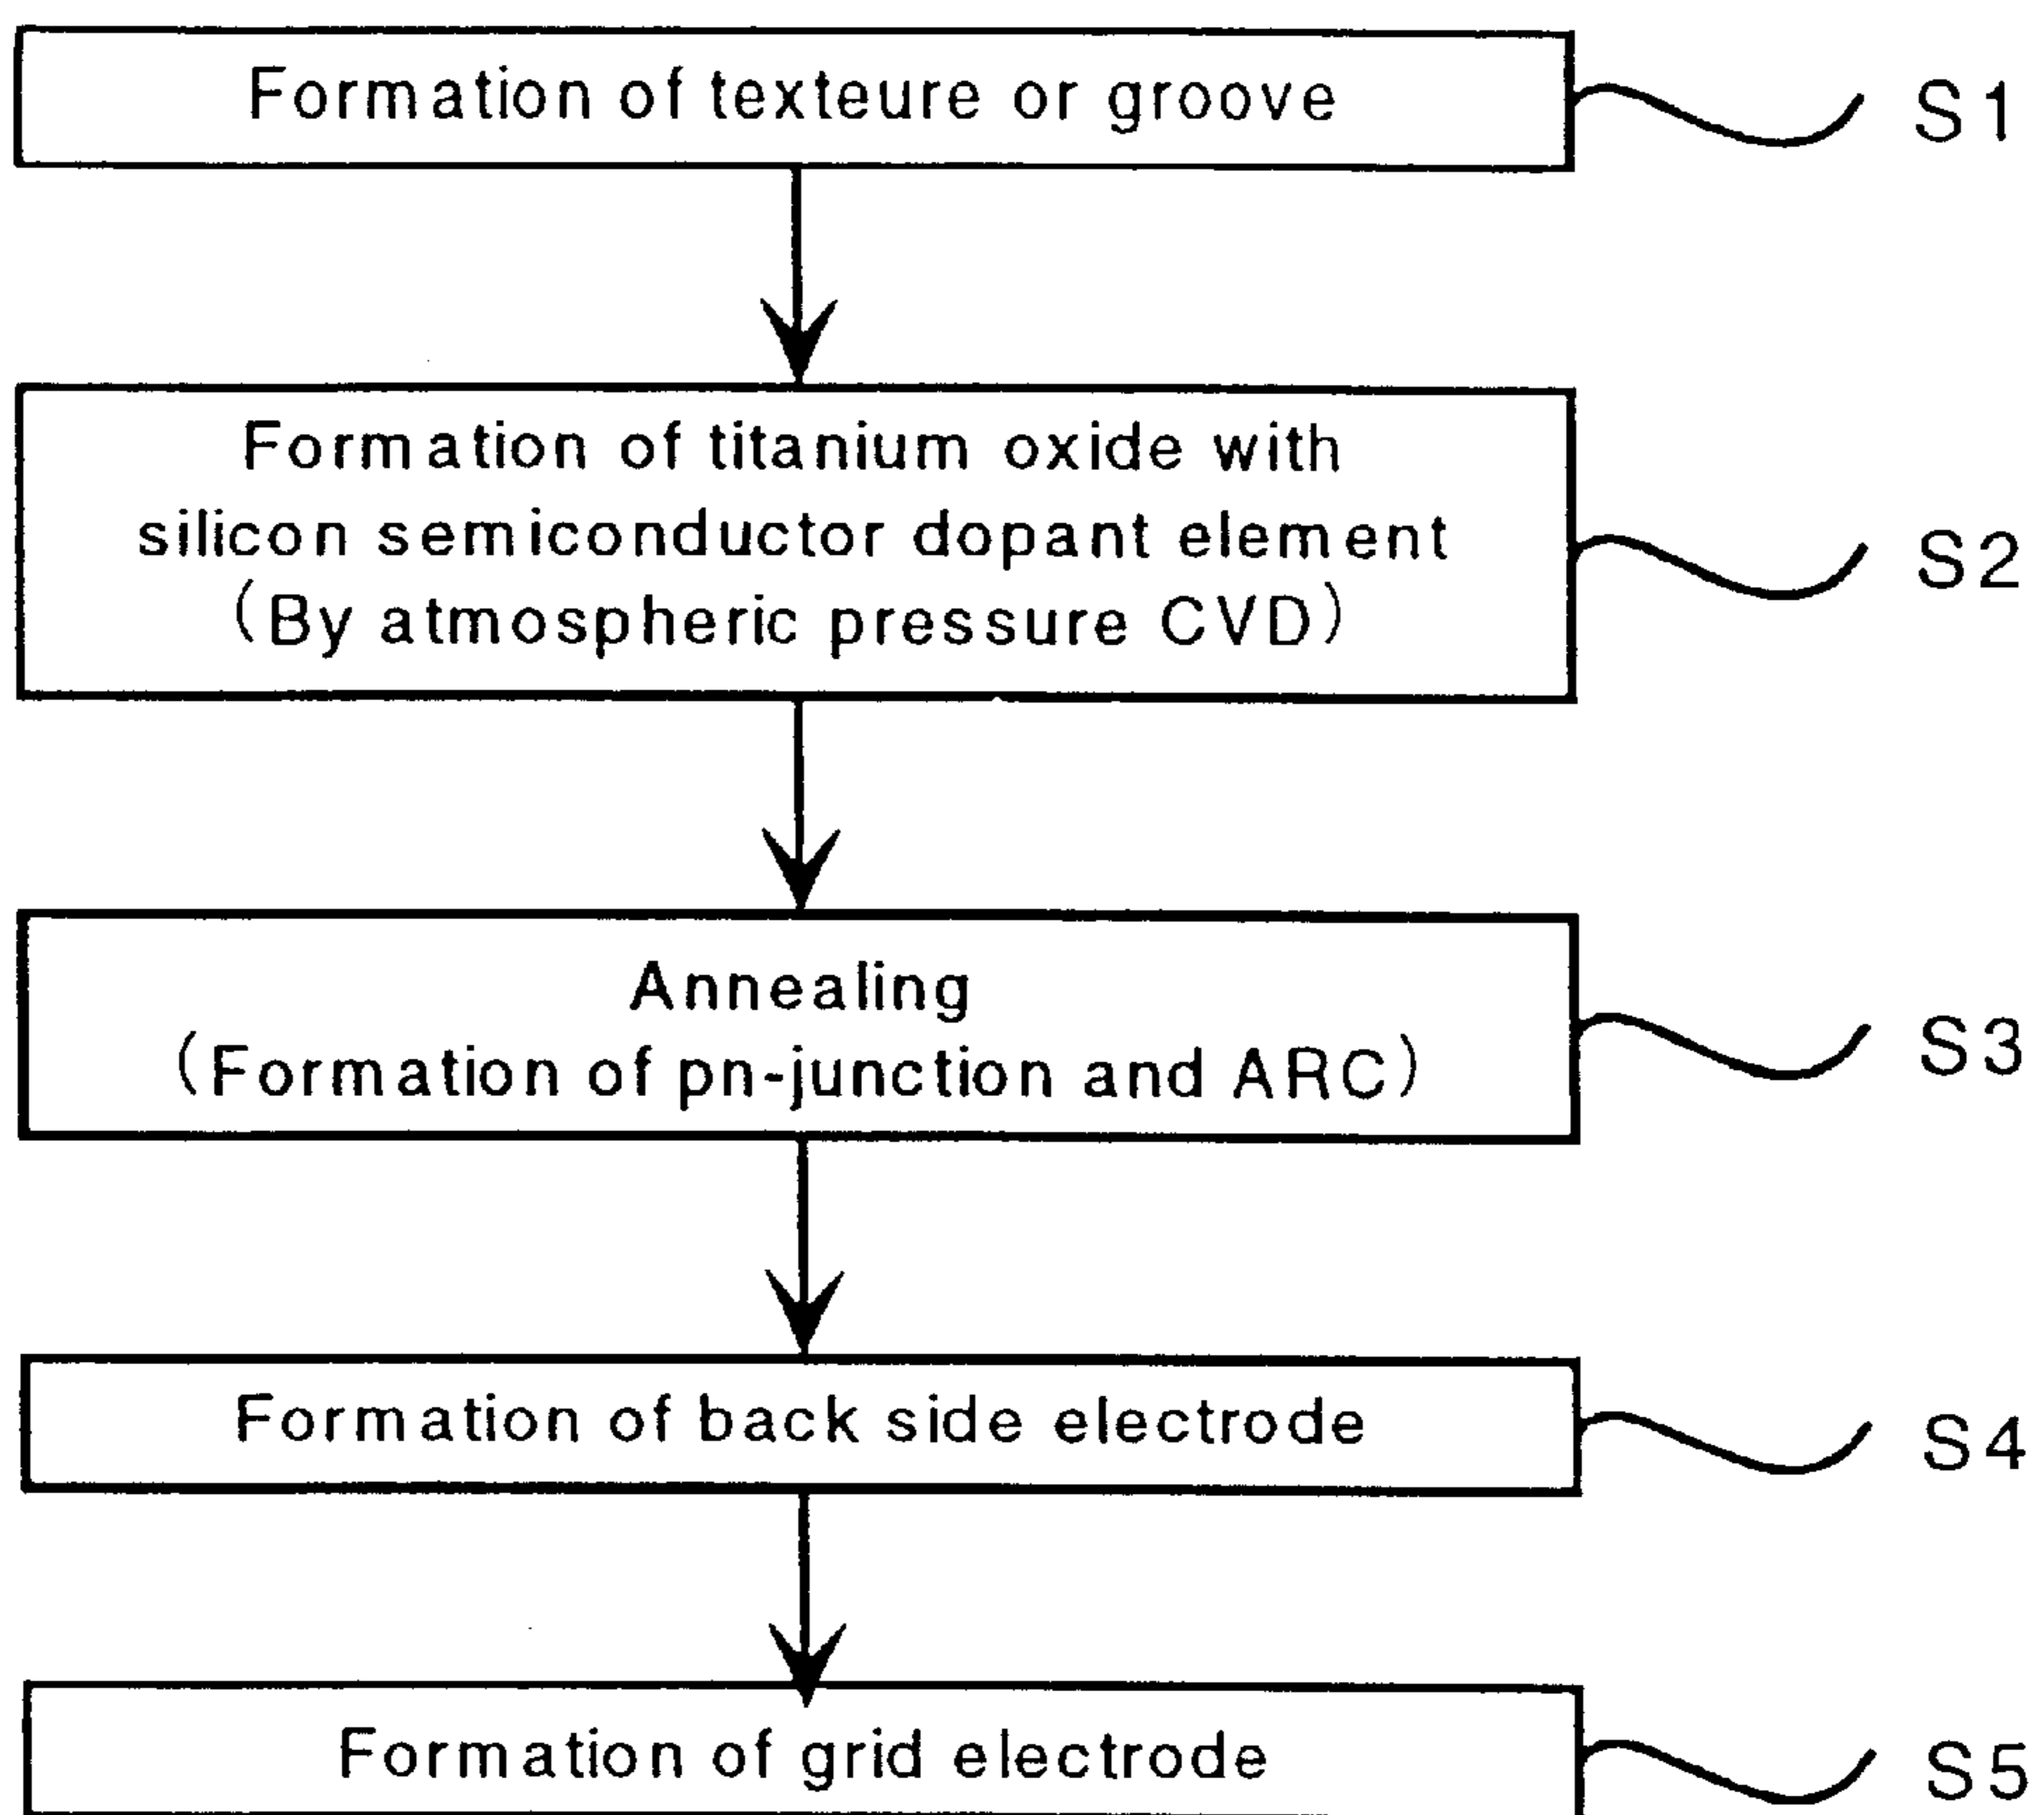 Formation of texteure or groove
S1
Formation of titanium oxide with
silicon semiconductor dopant element
(By atmospheric pressure CVD)
S2
Annealing
(Formation of pn-junction and ARC)
S3
Formation of back side electrode
S4
Formation of grid electrode
S5